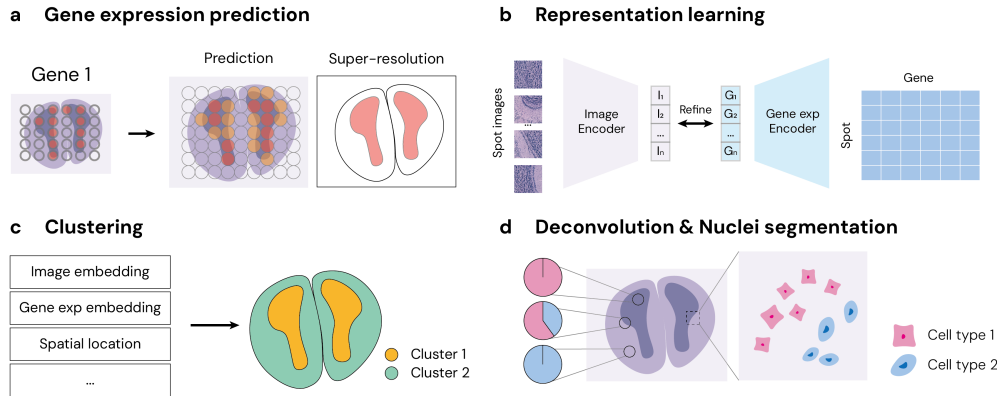 a Gene expression prediction
Gene 1
Prediction
Super-resolution
b Representation learning
Spot images
...
Image
Encoder
I₁
I₂
...
Iₙ
Refine
G₁
G₂
...
Gₙ
Gene exp
Encoder
Spot
Gene
c Clustering
Image embedding
Gene exp embedding
Spatial location
...
Cluster 1
Cluster 2
d Deconvolution & Nuclei segmentation
Cell type 1
Cell type 2